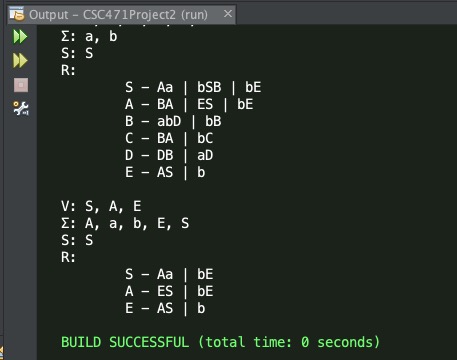 Output – CSC471Project2 (run)
Σ: a, b
S: S
R:
S – Aa | bSB | bE
A – BA | ES | bE
B – abD | bB
C – BA | bC
D – DB | aD
E – AS | b
V: S, A, E
Σ: A, a, b, E, S
S: S
R:
S – Aa | bE
A – ES | bE
E – AS | b
BUILD SUCCESSFUL (total time: 0 seconds)